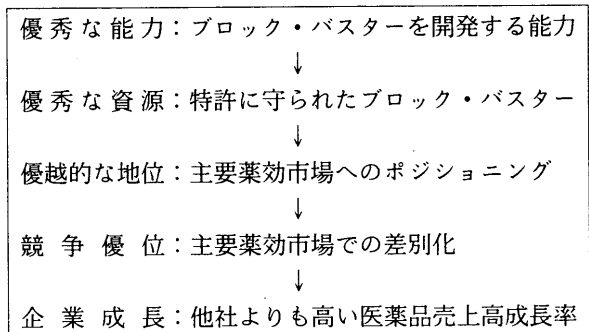 優秀な能力：ブロック・バスターを開発する能力
↓
優秀な資源：特許に守られたブロック・バスター
↓
優越的な地位：主要薬効市場へのポジショニング
↓
競争優位：主要薬効市場での差別化
↓
企業成長：他社よりも高い医薬品売上高成長率